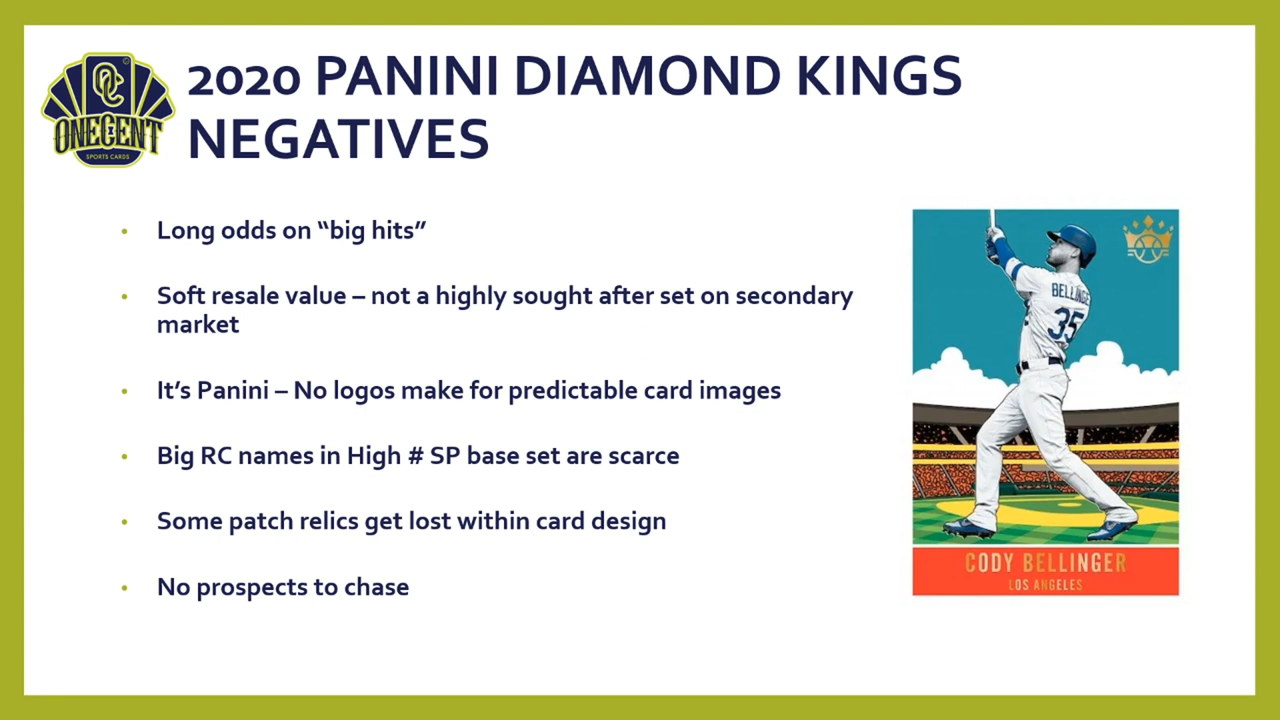 2020 PANINI DIAMOND KINGS
NEGATIVES
OC
ONECENT
SPORTS CARDS
• Long odds on “big hits”
• Soft resale value – not a highly sought after set on secondary
market
• It’s Panini – No logos make for predictable card images
• Big RC names in High # SP base set are scarce
• Some patch relics get lost within card design
• No prospects to chase
BELLINGE
35
CODY BELLINGER
LOS ANGELES